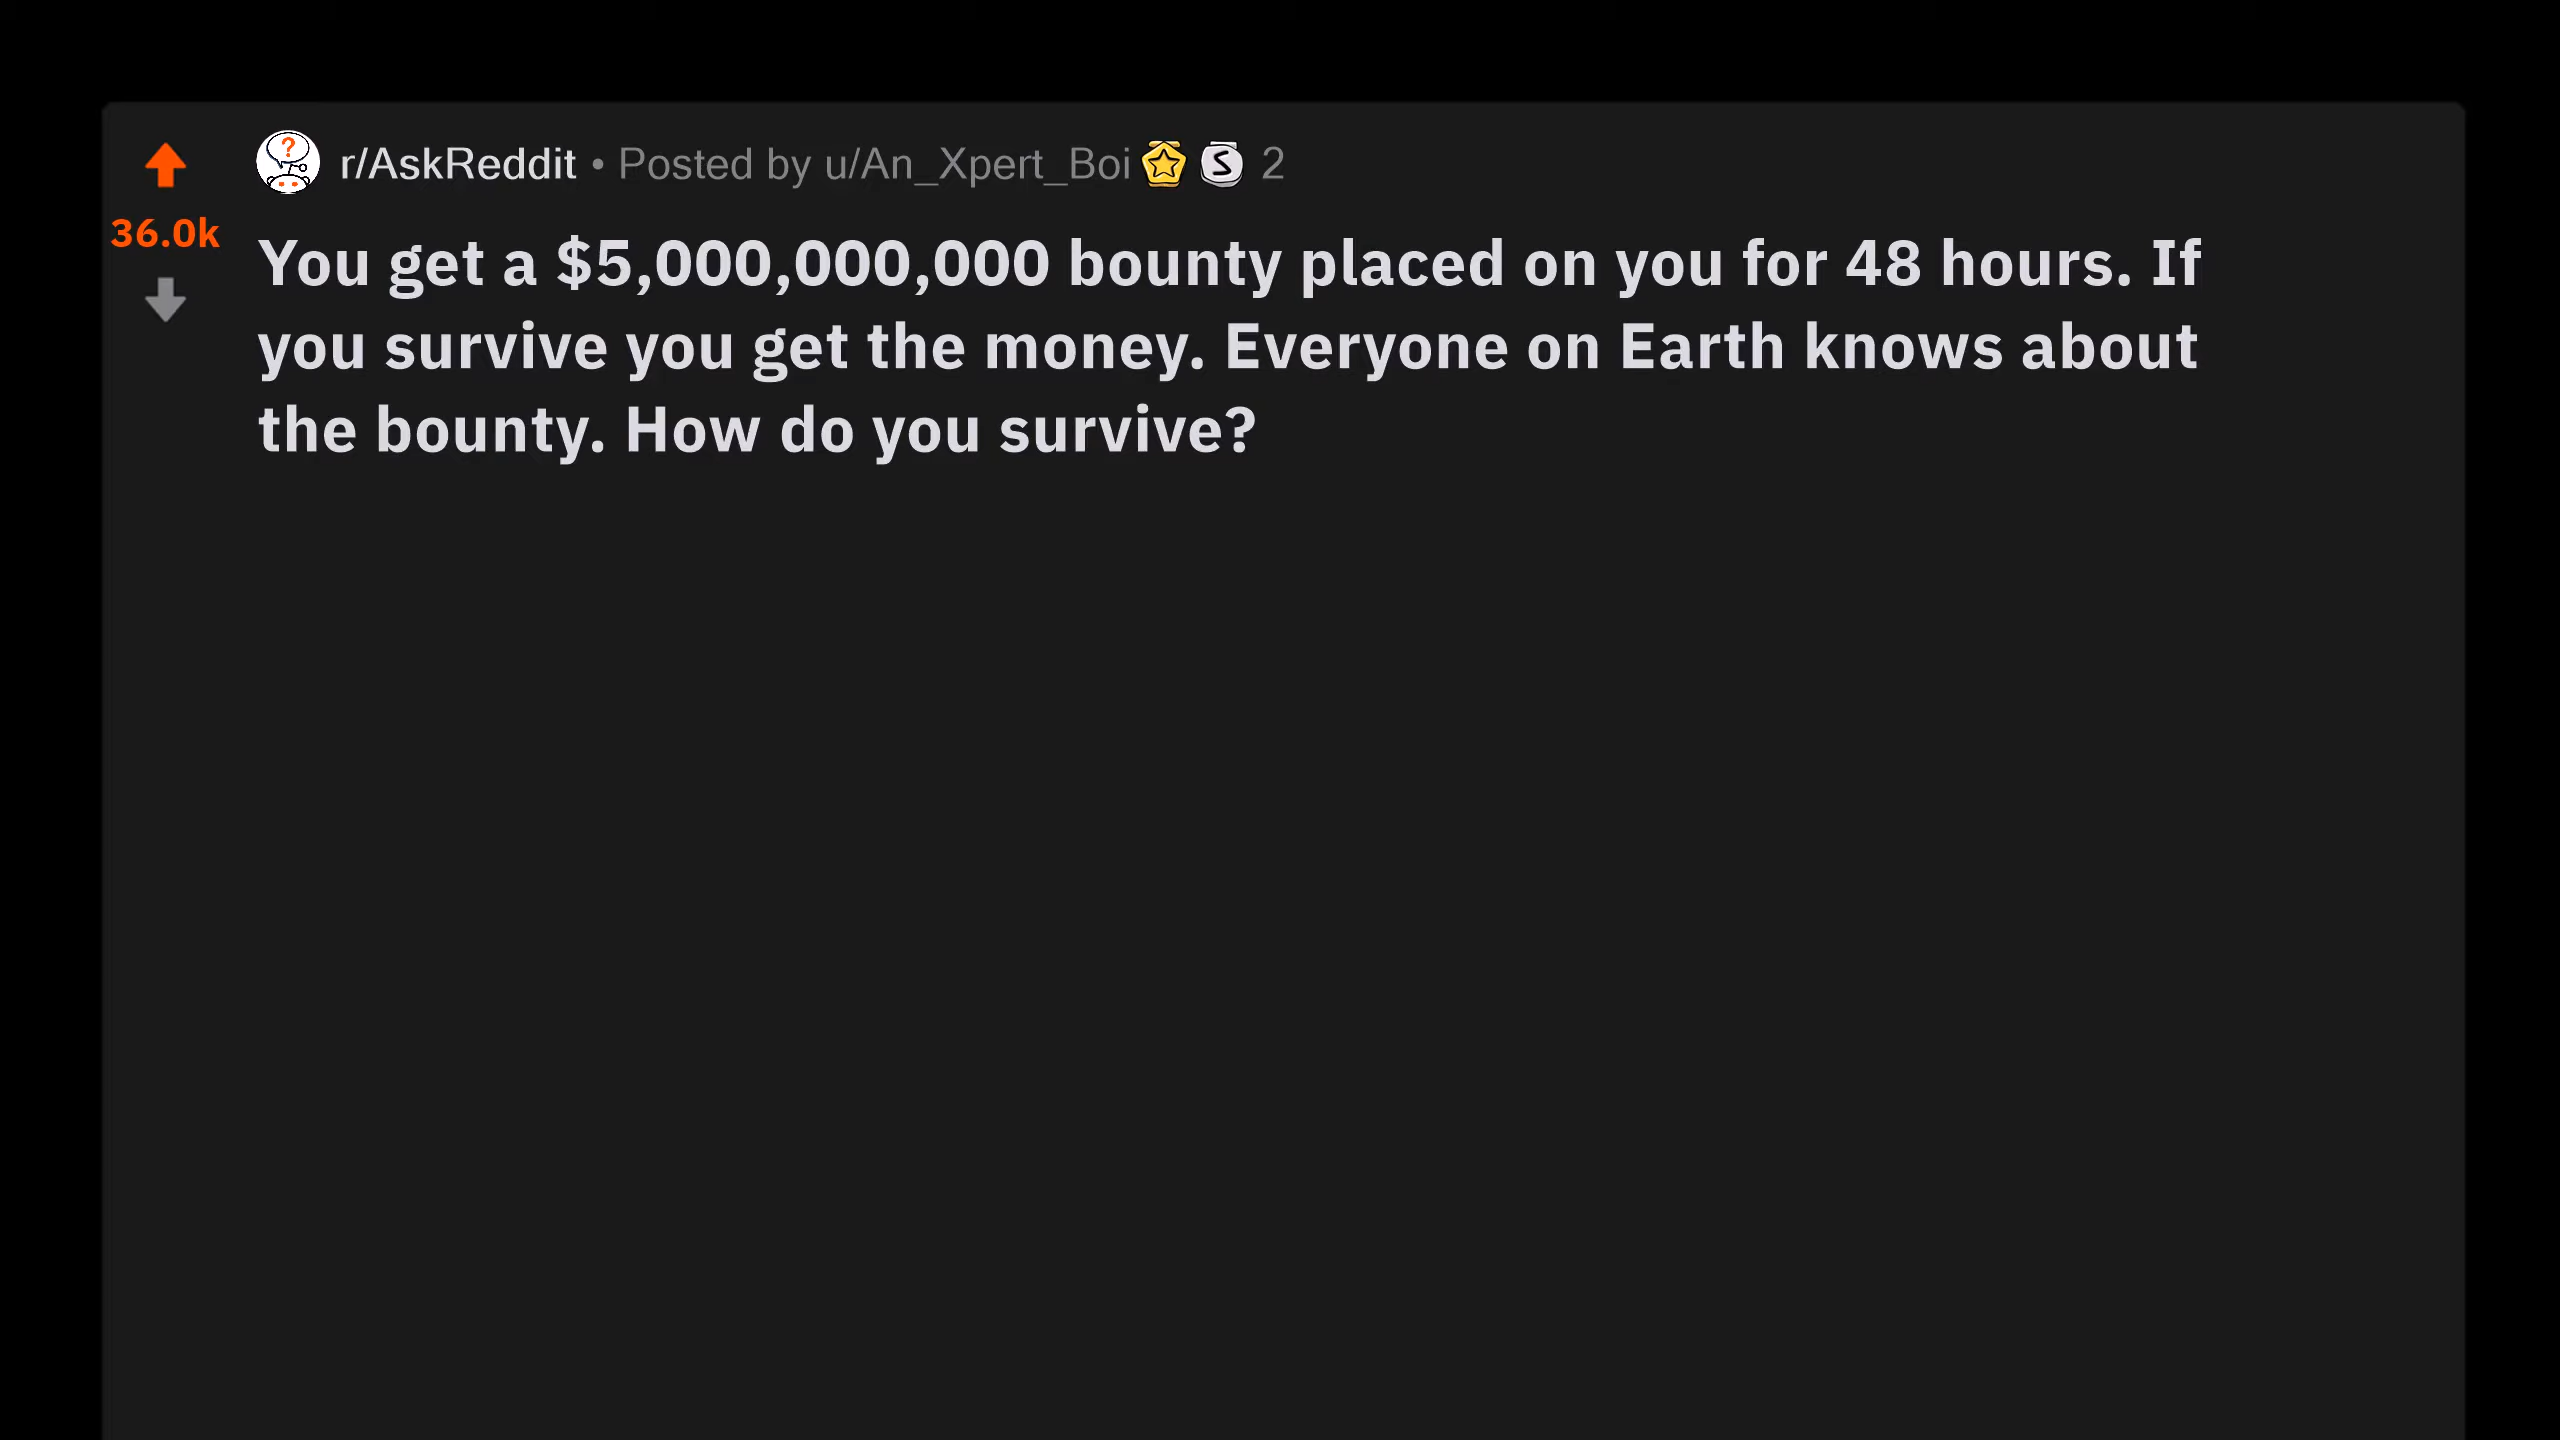 r/AskReddit • Posted by u/An_Xpert_Boi 2
36.0k
You get a $5,000,000,000 bounty placed on you for 48 hours. If
you survive you get the money. Everyone on Earth knows about
the bounty. How do you survive?